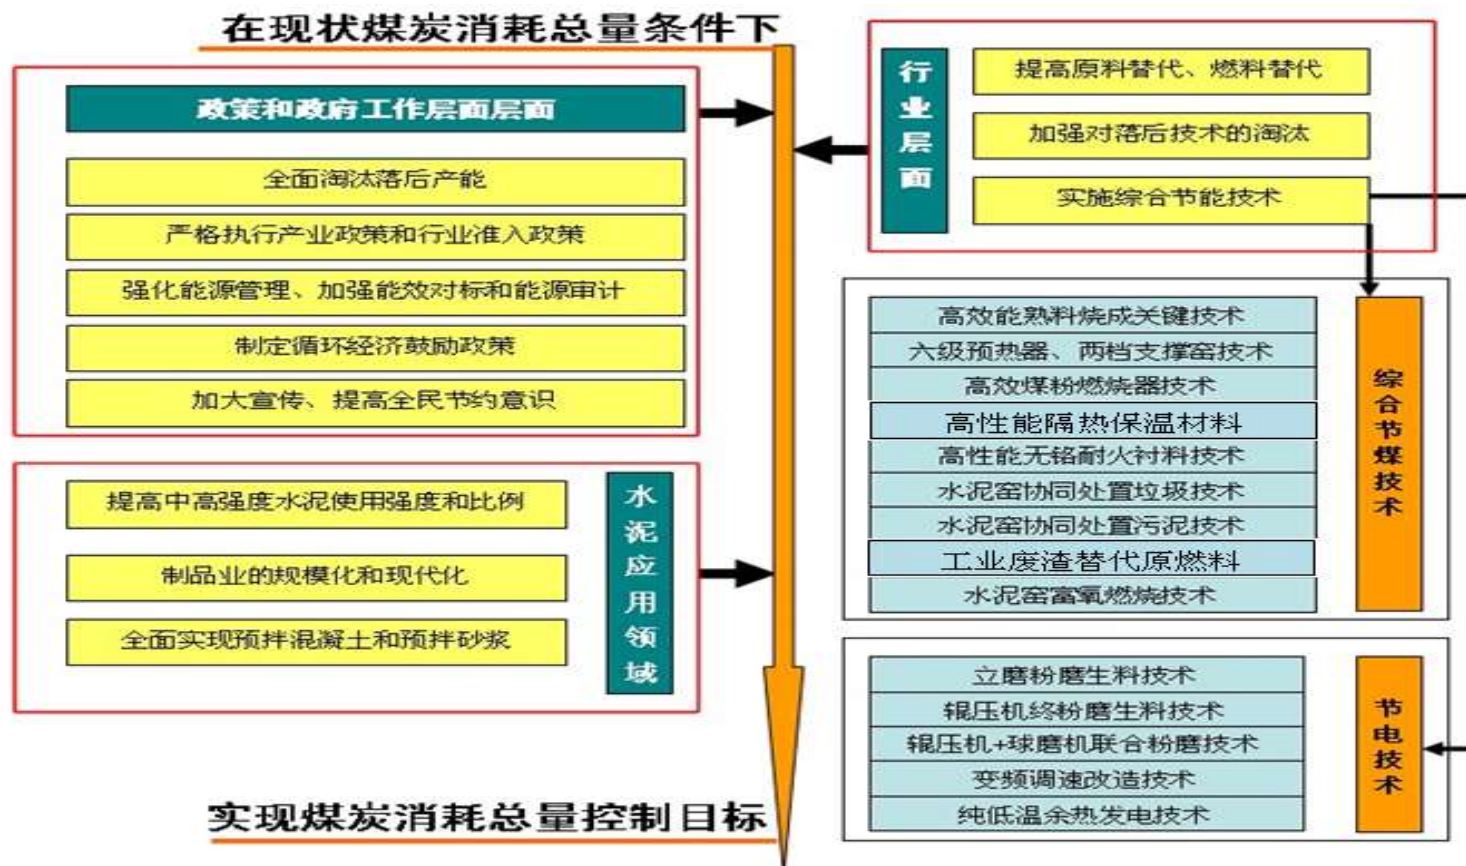 在现状煤炭消耗总量条件下
政策和政府工作层面层面
全面淘汰落后产能
严格执行产业政策和行业准入政策
强化能源管理、加强能效对标和能源审计
制定循环经济鼓励政策
加大宣传、提高全民节约意识
提高中高强度水泥使用强度和比例
制品业的规模化和现代化
全面实现预拌混凝土和预拌砂浆
水泥应用领域
实现煤炭消耗总量控制目标
行业层面
提高原料替代、燃料替代
加强对落后技术的淘汰
实施综合节能技术
高效能熟料烧成关键技术
六级预热器、两档支撑窑技术
高效煤粉燃烧器技术
高性能隔热保温材料
高性能无铬耐火衬料技术
水泥窑协同处置垃圾技术
水泥窑协同处置污泥技术
工业废渣替代原燃料
水泥窑富氧燃烧技术
综合节煤技术
立磨粉磨生料技术
辊压机终粉磨生料技术
辊压机+球磨机联合粉磨技术
变频调速改造技术
纯低温余热发电技术
节电技术